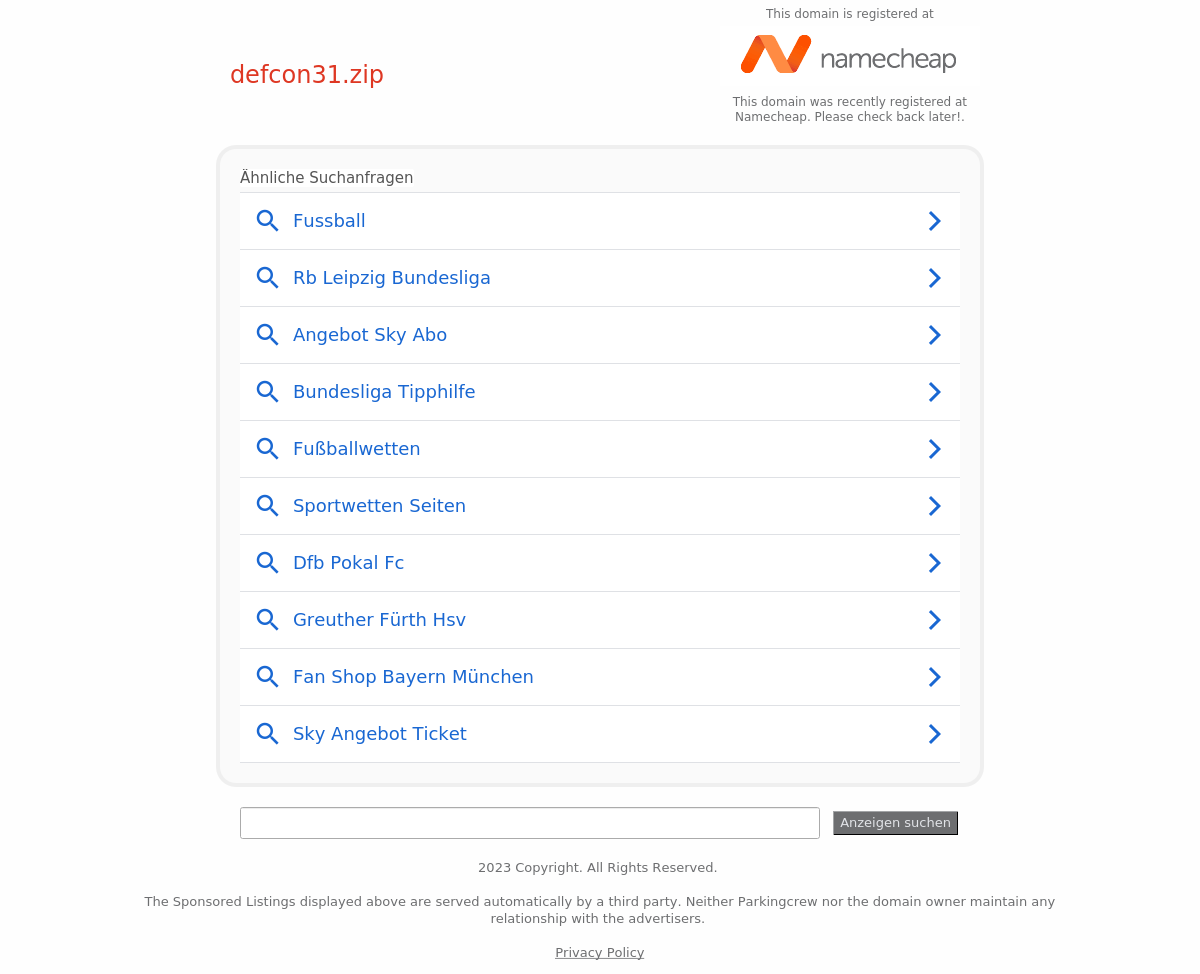 This domain is registered at
namecheap
defcon31.zip
This domain was recently registered at
Namecheap. Please check back later!.
Ähnliche Suchanfragen
Fussball
Rb Leipzig Bundesliga
Angebot Sky Abo
Bundesliga Tipphilfe
Fußballwetten
Sportwetten Seiten
Dfb Pokal Fc
Greuther Fürth Hsv
Fan Shop Bayern München
Sky Angebot Ticket
Anzeigen suchen
2023 Copyright. All Rights Reserved.
The Sponsored Listings displayed above are served automatically by a third party. Neither Parkingcrew nor the domain owner maintain any
relationship with the advertisers.
Privacy Policy